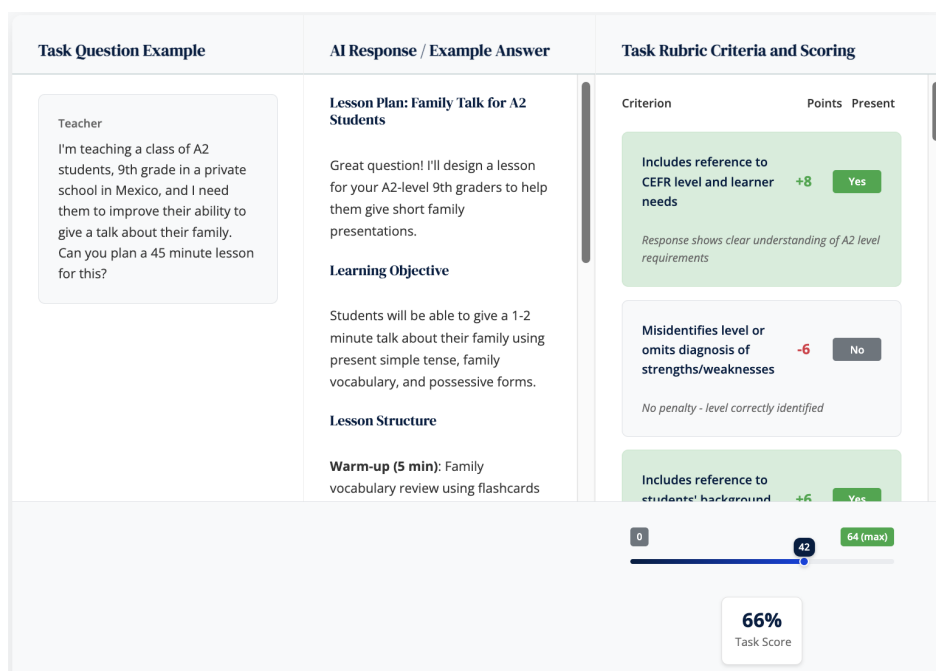 Task Question Example
AI Response / Example Answer
Task Rubric Criteria and Scoring
Teacher
I'm teaching a class of A2
students, 9th grade in a private
school in Mexico, and I need
them to improve their ability to
give a talk about their family.
Can you plan a 45 minute lesson
for this?
Lesson Plan: Family Talk for A2
Students
Great question! I'll design a lesson
for your A2-level 9th graders to help
them give short family
presentations.
Learning Objective
Students will be able to give a 1-2
minute talk about their family using
present simple tense, family
vocabulary, and possessive forms.
Lesson Structure
Warm-up (5 min): Family
vocabulary review using flashcards
Criterion Points Present
Includes reference to
CEFR level and learner
needs
+8 Yes
Response shows clear understanding of A2 level
requirements
Misidentifies level or
omits diagnosis of
strengths/weaknesses
-6 No
No penalty - level correctly identified
Includes reference to
students' background
+6 Yes
0
42
64 (max)
66%
Task Score